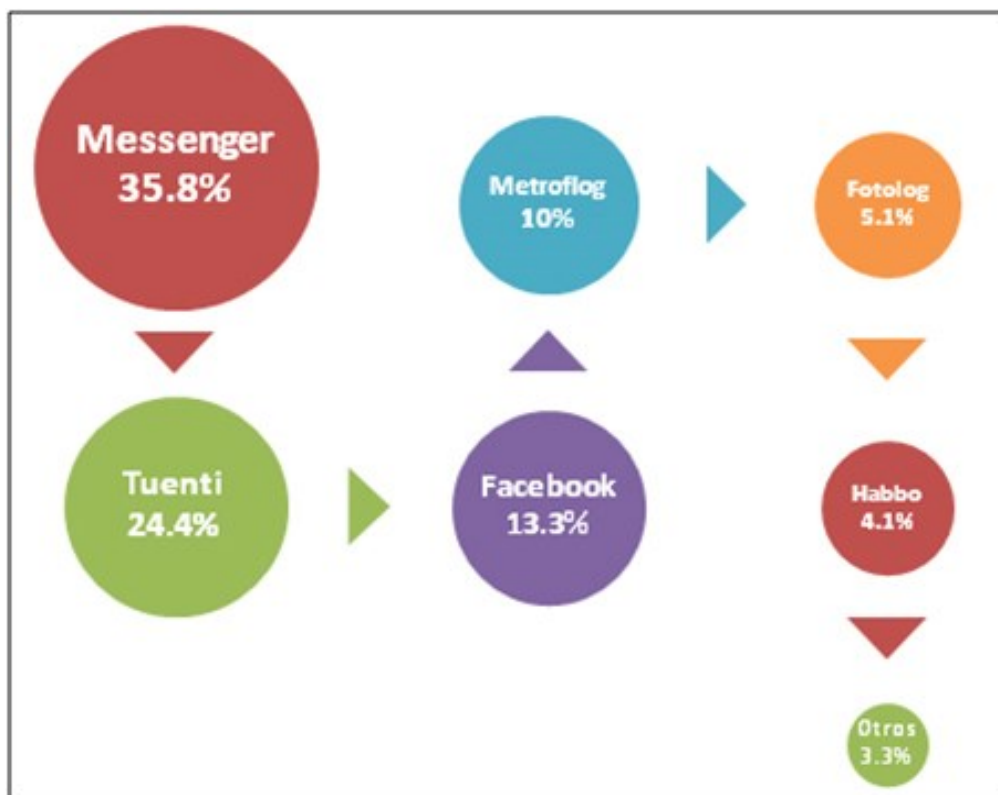 Messenger
35.8%
Tuenti
24.4%
Facebook
13.3%
Metroflog
10%
Fotolog
5.1%
Habbo
4.1%
Otros
3.3%